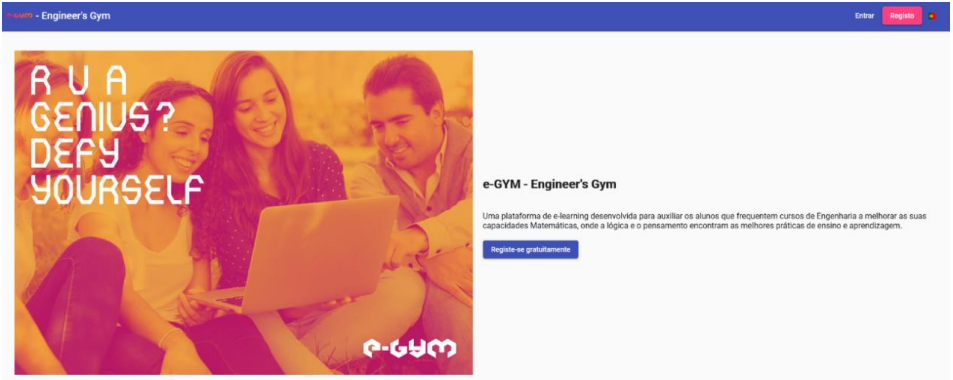 e-GYM - Engineer's Gym
Entrar
Registo
R U A
GENIUS?
DEFY
YOURSELF
e-GYM
e-GYM - Engineer's Gym
Uma plataforma de e-learning desenvolvida para auxiliar os alunos que frequentem cursos de Engenharia a melhorar as suas
capacidades Matemáticas, onde a lógica e o pensamento encontram as melhores práticas de ensino e aprendizagem.
Registe-se gratuitamente